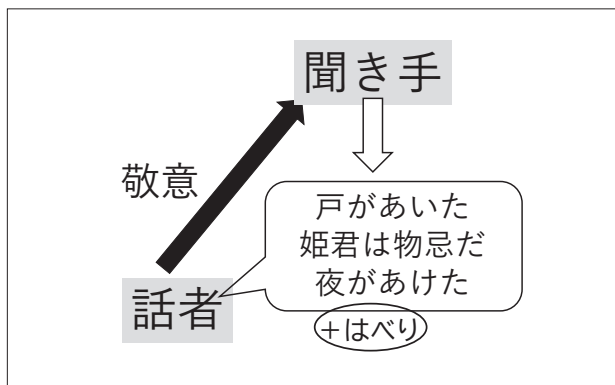 聞き手
敬意
戸があいた
姫君は物忌だ
夜があけた
話者
+はべり